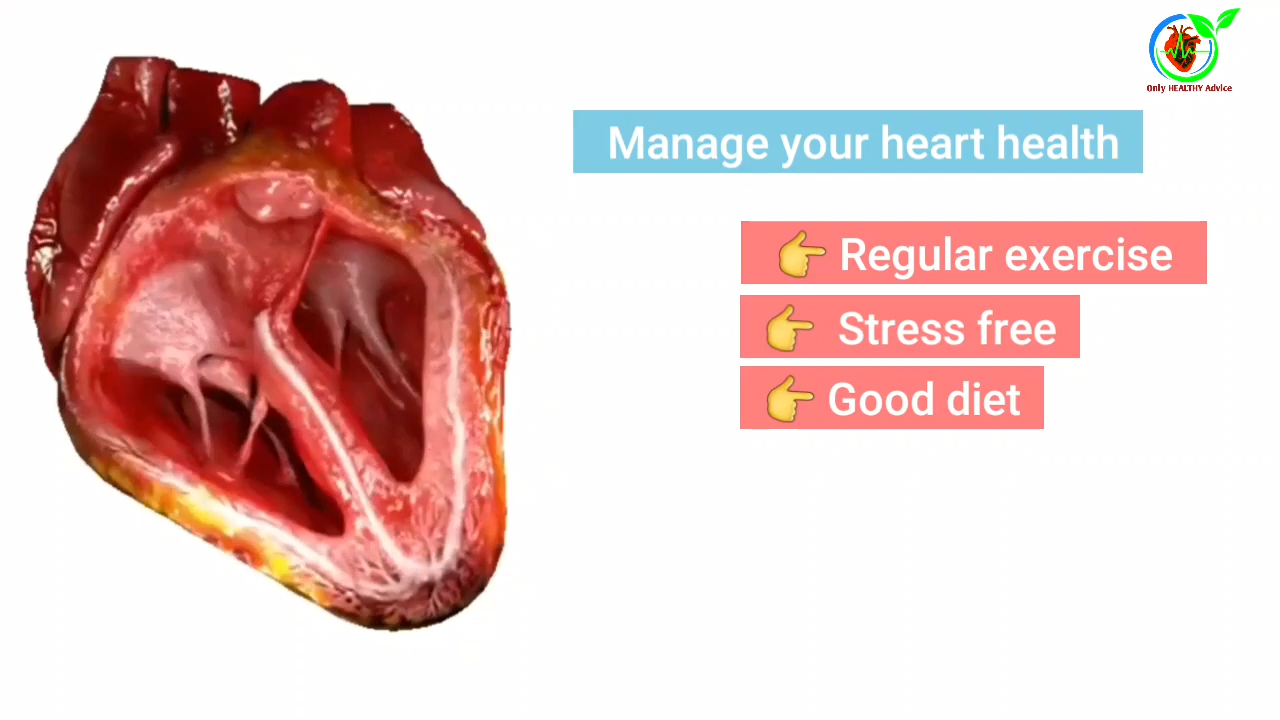 Only HEALTHY Advice
Manage your heart health
👉 Regular exercise
👉 Stress free
👉 Good diet